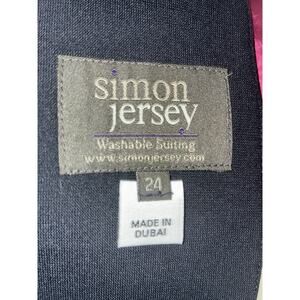 simon
jersey
Washable Suiting
www.simonjersey.com
24
MADE IN
DUBAI